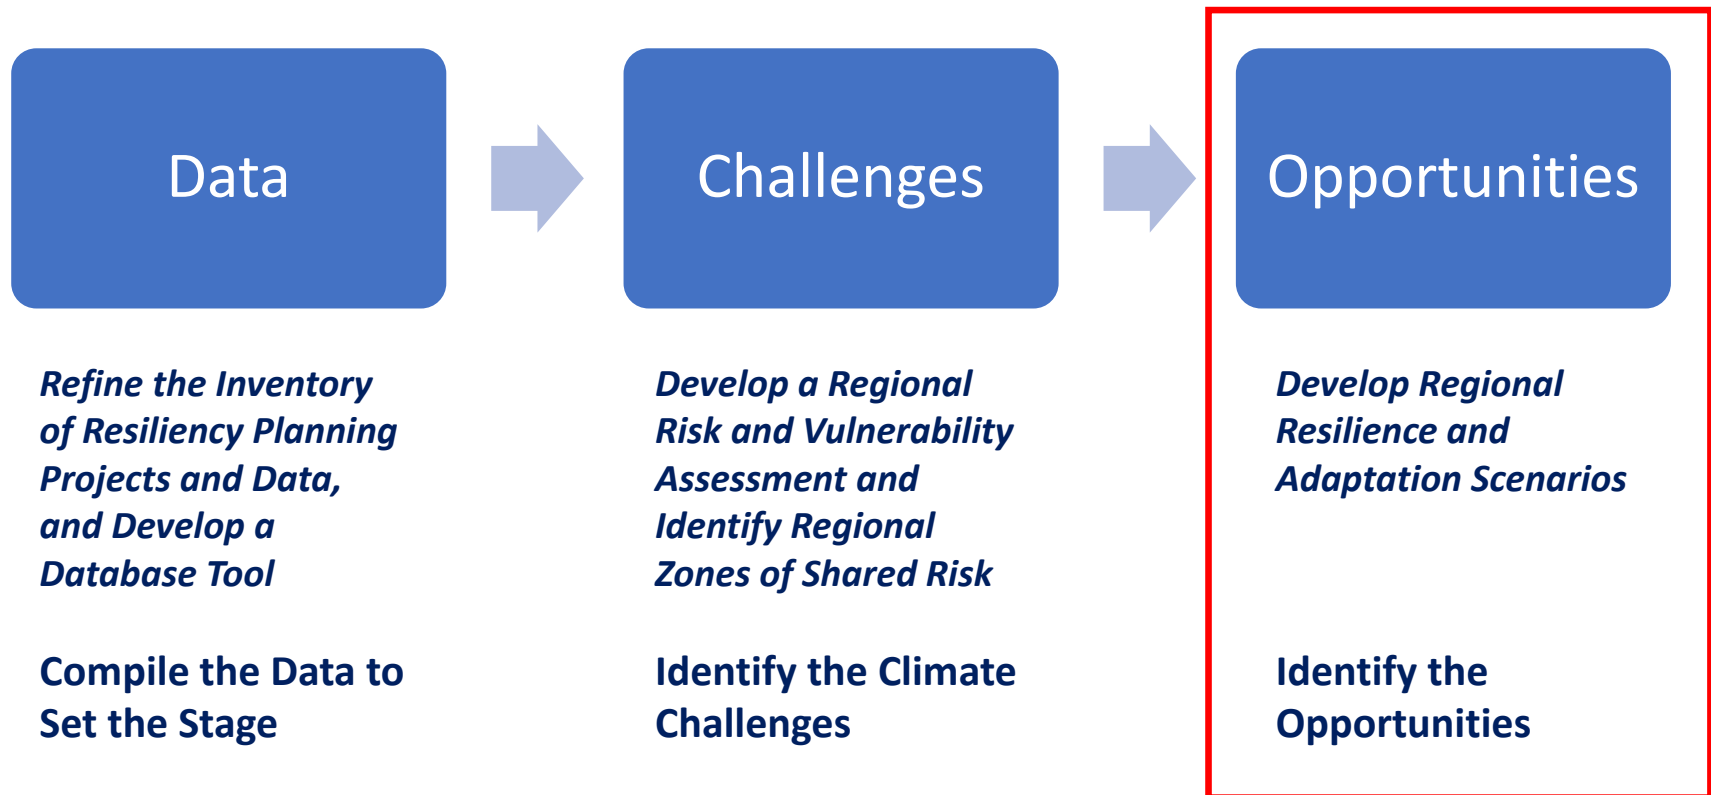 Data
Challenges
Opportunities
Refine the Inventory
of Resiliency Planning
Projects and Data,
and Develop a
Database Tool
Develop a Regional
Risk and Vulnerability
Assessment and
Identify Regional
Zones of Shared Risk
Develop Regional
Resilience and
Adaptation Scenarios
Compile the Data to
Set the Stage
Identify the Climate
Challenges
Identify the
Opportunities